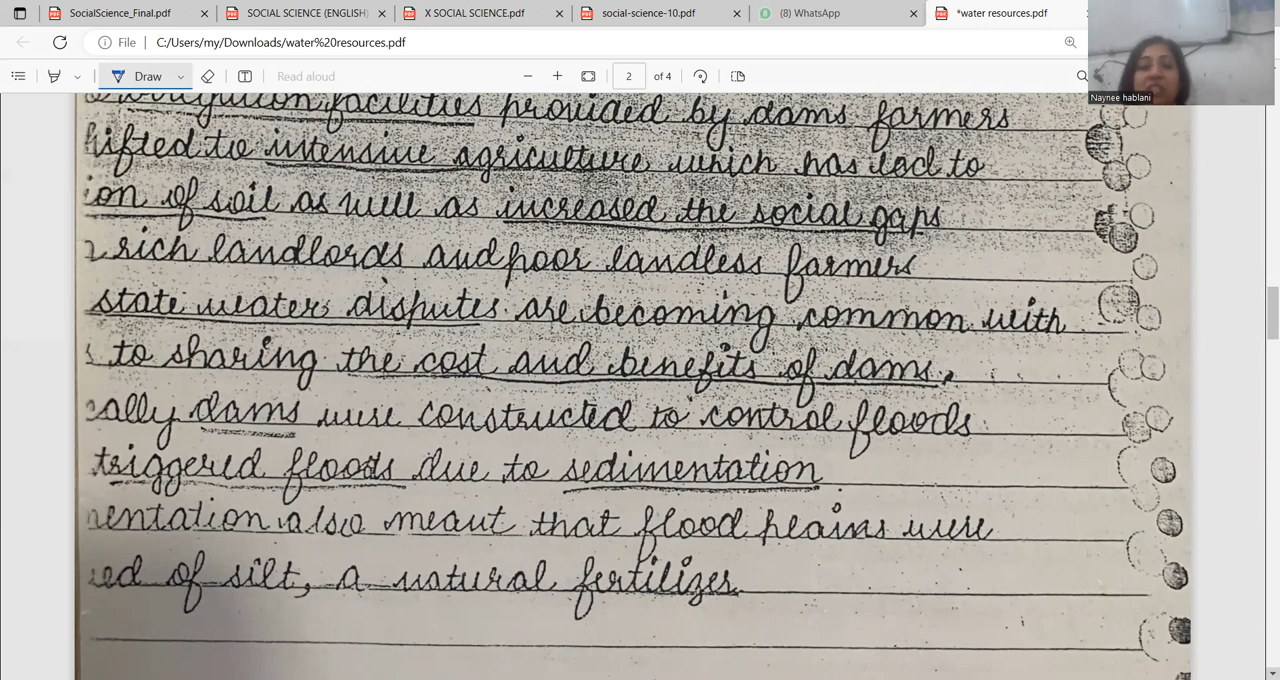 SocialScience_Final.pdf
SOCIAL SCIENCE (ENGLISH)
X SOCIAL SCIENCE.pdf
social-science-10.pdf
(8) WhatsApp
*water resources.pdf
File
C:/Users/my/Downloads/water%20resources.pdf
Draw
Read aloud
2 of 4
Naynee hablani
facilities provided by dams farmers
hifted to intensive agriculture which has led to
ion of soil as well as increased the social gaps
rich landlords and poor landless farmers
state waters disputes are becoming common with
to sharing the cost and benefits of dams,
cally dams were constructed to control floods
triggered floods due to sedimentation
mentation also meant that flood plains were
ed of silt, a natural fertilizer